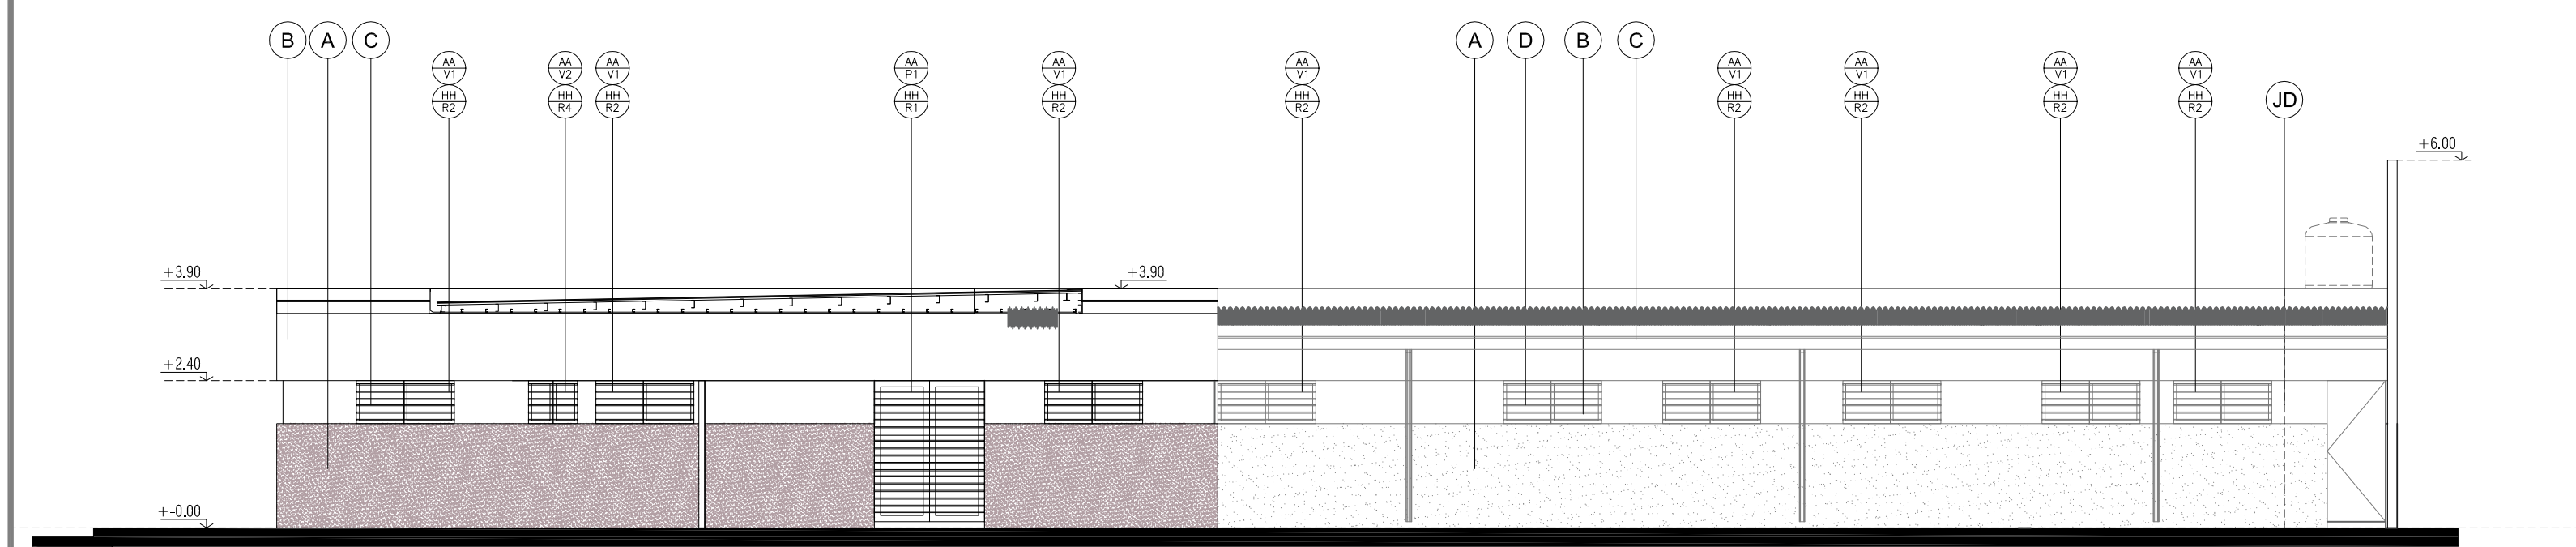 B A C
A D B C
AA
V1
HH
R2
AA
V2
HH
R4
AA
V1
HH
R2
AA
P1
HH
R1
AA
V1
HH
R2
AA
V1
HH
R2
AA
V1
HH
R2
AA
V1
HH
R2
AA
V1
HH
R2
AA
V1
HH
R2
JD
+6.00
+3.90
+3.90
+2.40
+-0.00